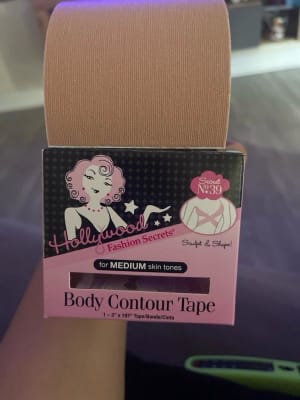 Secret
No.39
Hollywood
Fashion Secrets®
Sculpt & Shape!
for MEDIUM skin tones
Body Contour Tape